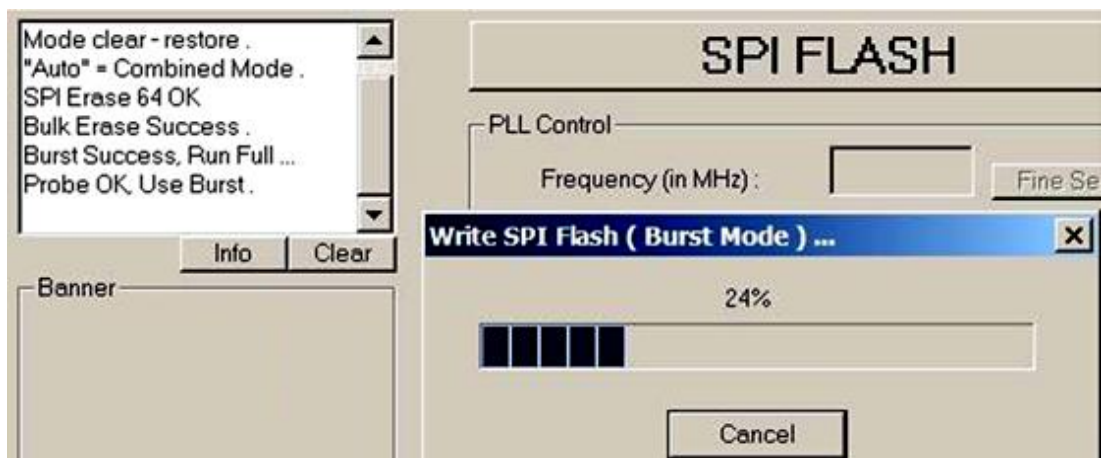 Mode clear - restore .
"Auto" = Combined Mode .
SPI Erase 64 OK
Bulk Erase Success .
Burst Success, Run Full ...
Probe OK, Use Burst .
Info
Clear
Banner
SPI FLASH
PLL Control
Frequency (in MHz) :
Fine Se
Write SPI Flash ( Burst Mode ) ...
24%
Cancel